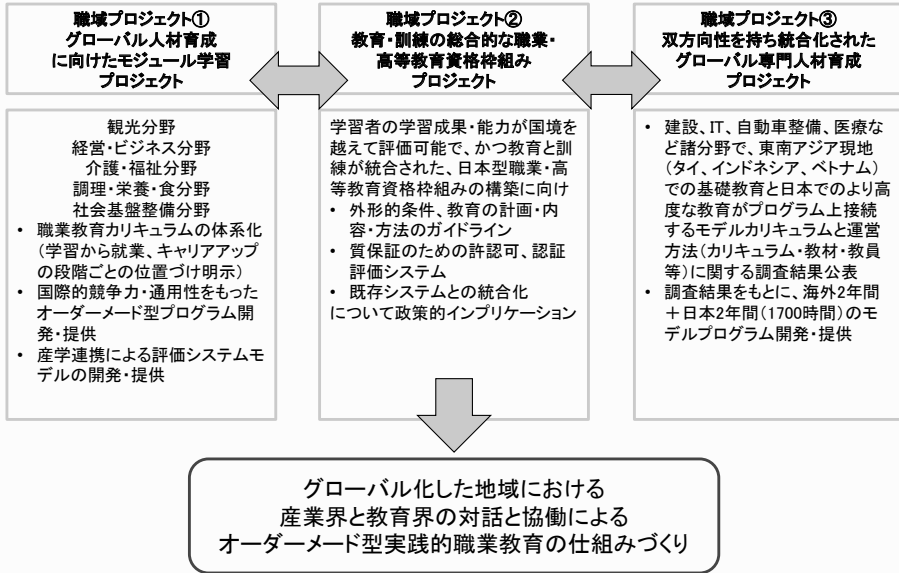 職域プロジェクト①
グローバル人材育成
に向けたモジュール学習
プロジェクト
観光分野
経営・ビジネス分野
介護・福祉分野
調理・栄養・食分野
社会基盤整備分野
• 職業教育カリキュラムの体系化
(学習から就業、キャリアアップ
の段階ごとの位置づけ明示)
• 国際的競争力・通用性をもった
オーダーメード型プログラム開
発・提供
• 産学連携による評価システムモ
デルの開発・提供
職域プロジェクト②
教育・訓練の総合的な職業・
高等教育資格枠組み
プロジェクト
学習者の学習成果・能力が国境を
越えて評価可能で、かつ教育と訓
練が統合された、日本型職業・高
等教育資格枠組みの構築に向け
• 外形的条件、教育の計画・内
容・方法のガイドライン
• 質保証のための許認可、認証
評価システム
• 既存システムとの統合化
について政策的インプリケーション
職域プロジェクト③
双方向性を持ち統合化された
グローバル専門人材育成
プロジェクト
• 建設、IT、自動車整備、医療な
ど諸分野で、東南アジア現地
(タイ、インドネシア、ベトナム)
での基礎教育と日本でのより高
度な教育がプログラム上接続
するモデルカリキュラムと運営
方法(カリキュラム・教材・教員
等)に関する調査結果公表
• 調査結果をもとに、海外2年間
+日本2年間(1700時間)のモ
デルプログラム開発・提供
グローバル化した地域における
産業界と教育界の対話と協働による
オーダーメード型実践的職業教育の仕組みづくり